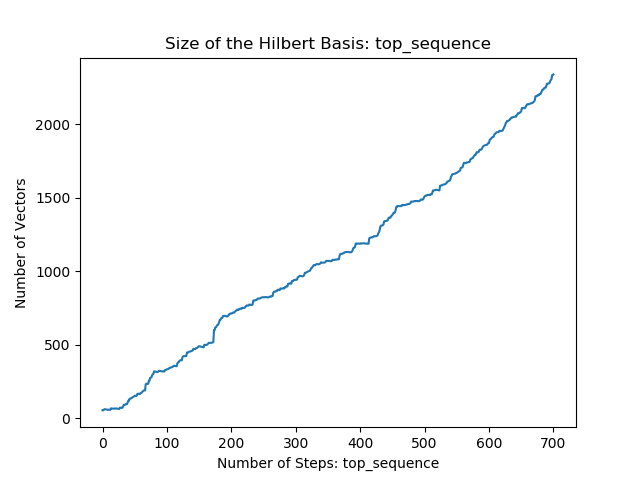 Size of the Hilbert Basis: top_sequence
Number of Vectors
2000
1500
1000
500
0
0 100 200 300 400 500 600 700
Number of Steps: top_sequence